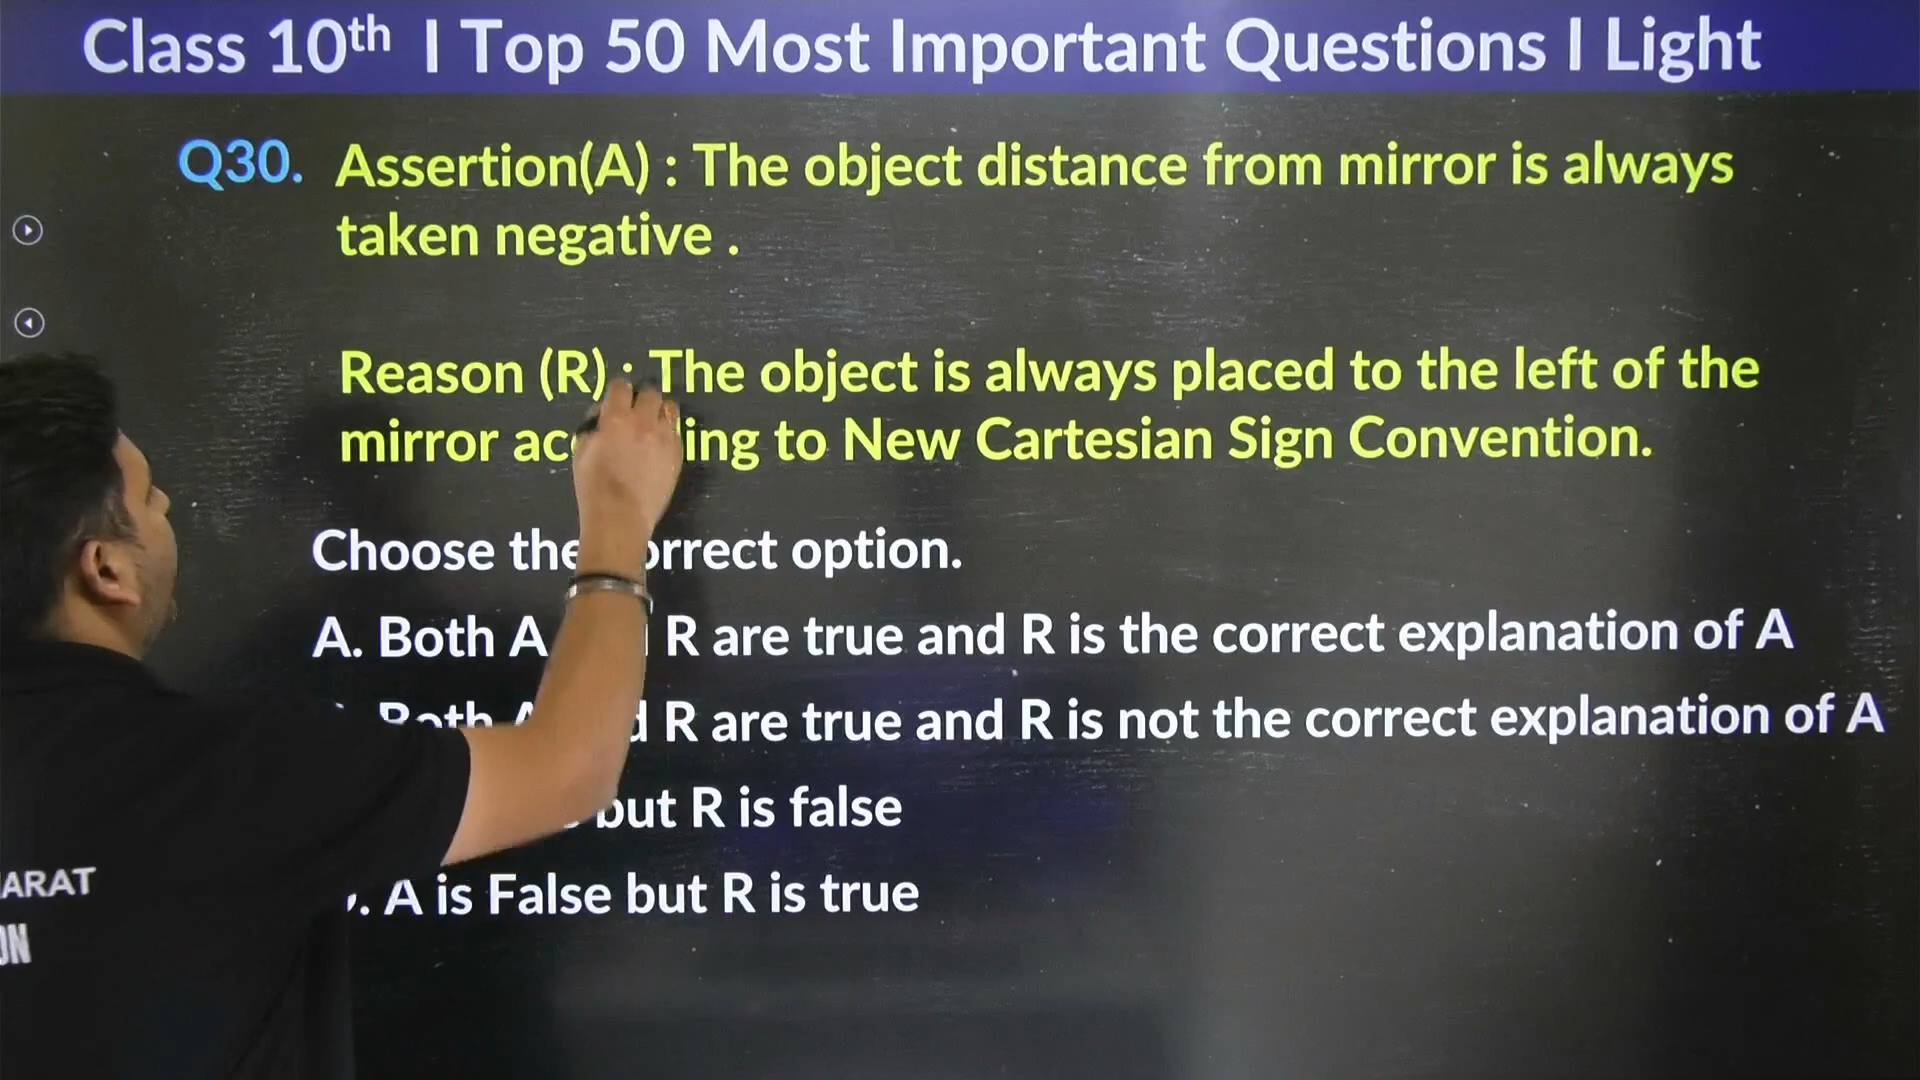 Class 10th I Top 50 Most Important Questions I Light
Q30. Assertion(A) : The object distance from mirror is always
taken negative .
Reason (R) : The object is always placed to the left of the
mirror ing to New Cartesian Sign Convention.
Choose the orrect option.
A. Both A R are true and R is the correct explanation of A
Both A d R are true and R is not the correct explanation of A
but R is false
. A is False but R is true
ARAT
ON